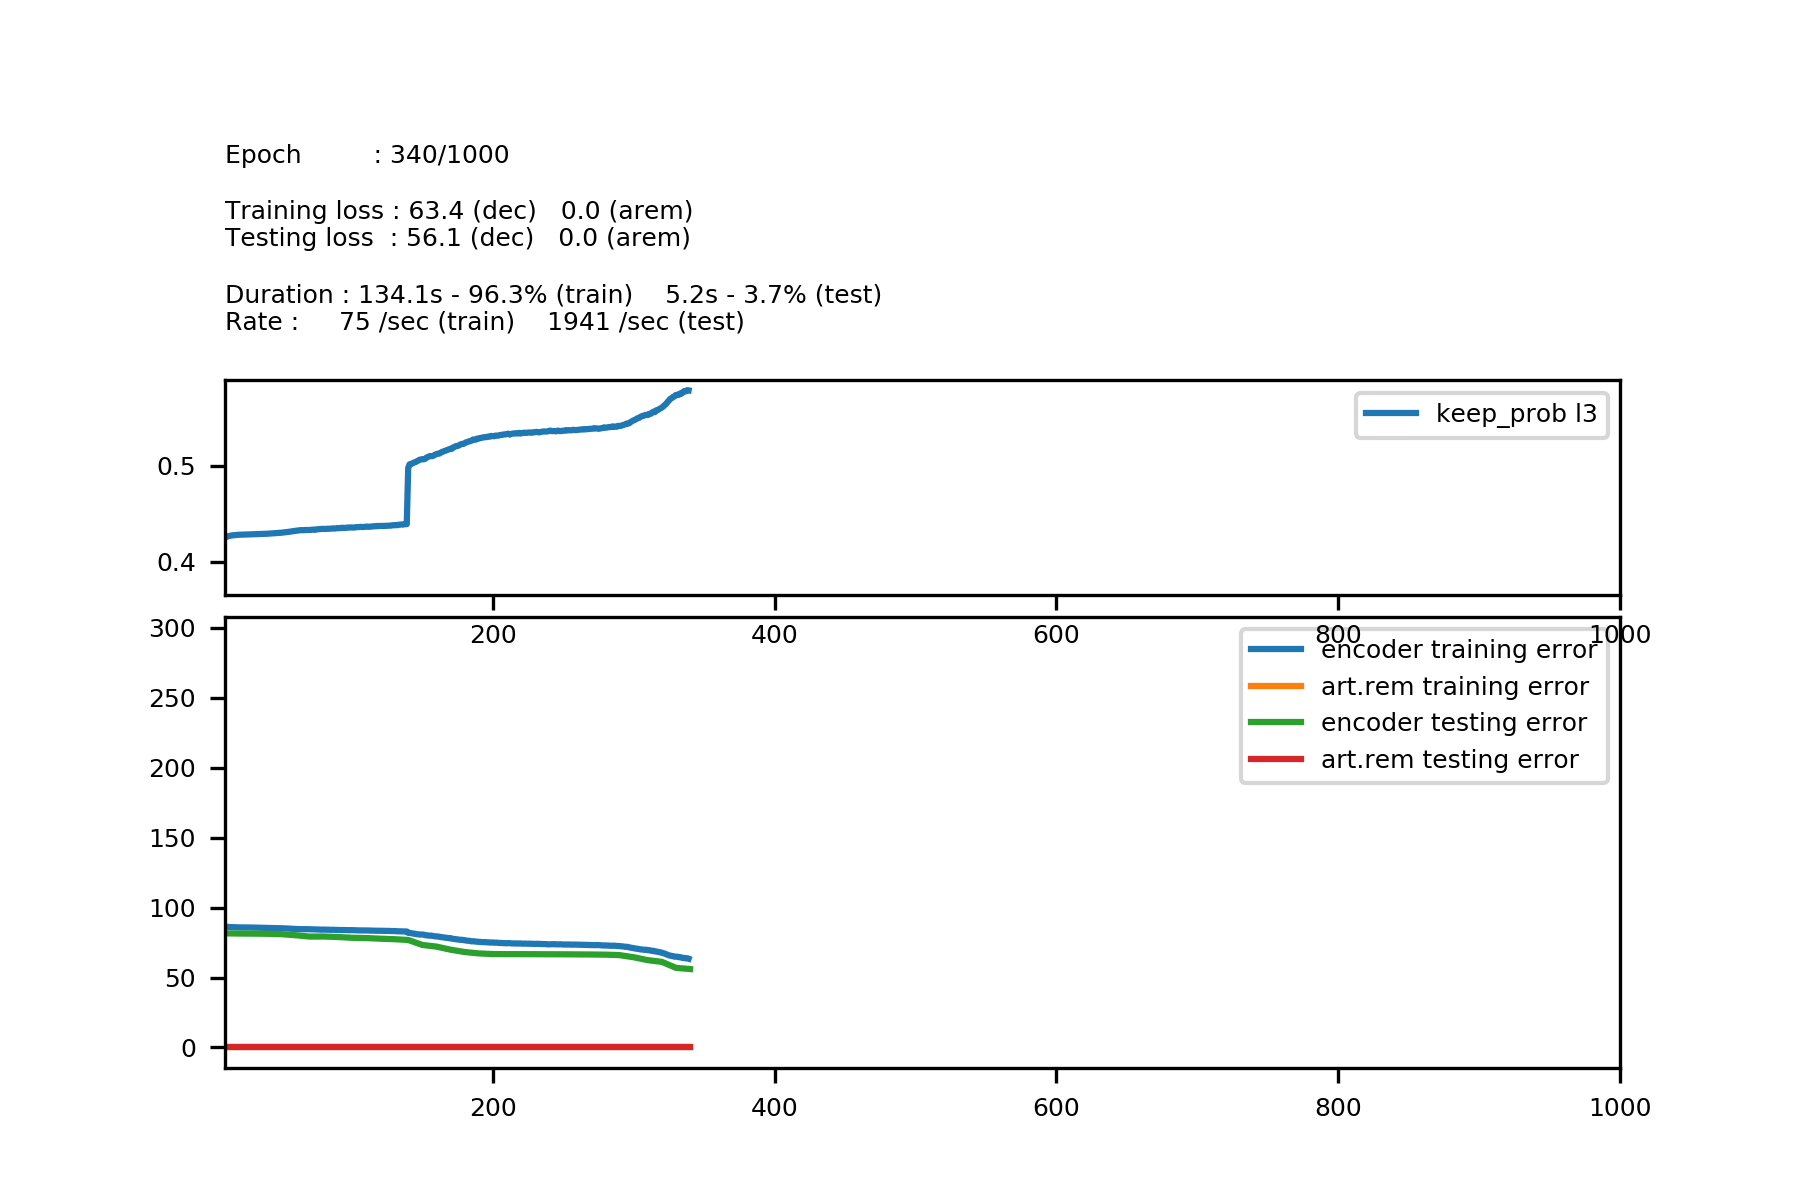 Epoch : 340/1000
Training loss : 63.4 (dec) 0.0 (arem)
Testing loss : 56.1 (dec) 0.0 (arem)
Duration : 134.1s - 96.3% (train) 5.2s - 3.7% (test)
Rate : 75 /sec (train) 1941 /sec (test)
keep_prob l3
0.5
0.4
200 400 600 800 1000
300
250
200
150
100
50
0
encoder training error
art.rem training error
encoder testing error
art.rem testing error
200 400 600 800 1000